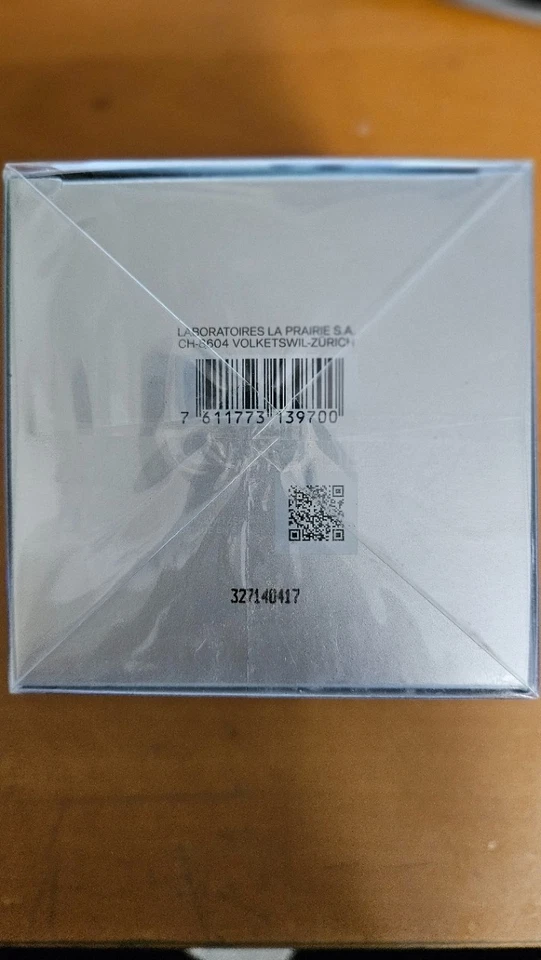 LABORATOIRES LA PRAIRIE S.A.
CH-8604 VOLKETSWIL-ZÜRICH
7 611773 139700
327140417